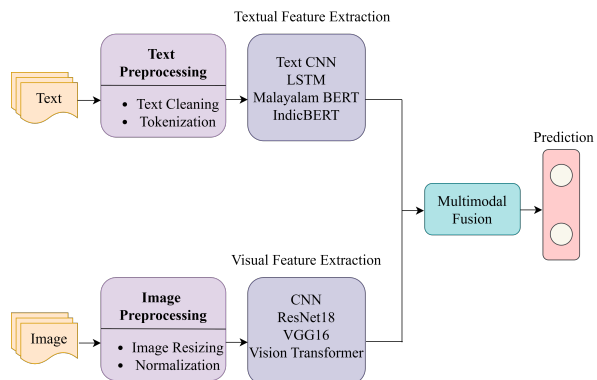 Textual Feature Extraction
Text
Text
Preprocessing
• Text Cleaning
• Tokenization
Text CNN
LSTM
Malayalam BERT
IndicBERT
Prediction
Multimodal
Fusion
Visual Feature Extraction
Image
Image
Preprocessing
• Image Resizing
• Normalization
CNN
ResNet18
VGG16
Vision Transformer